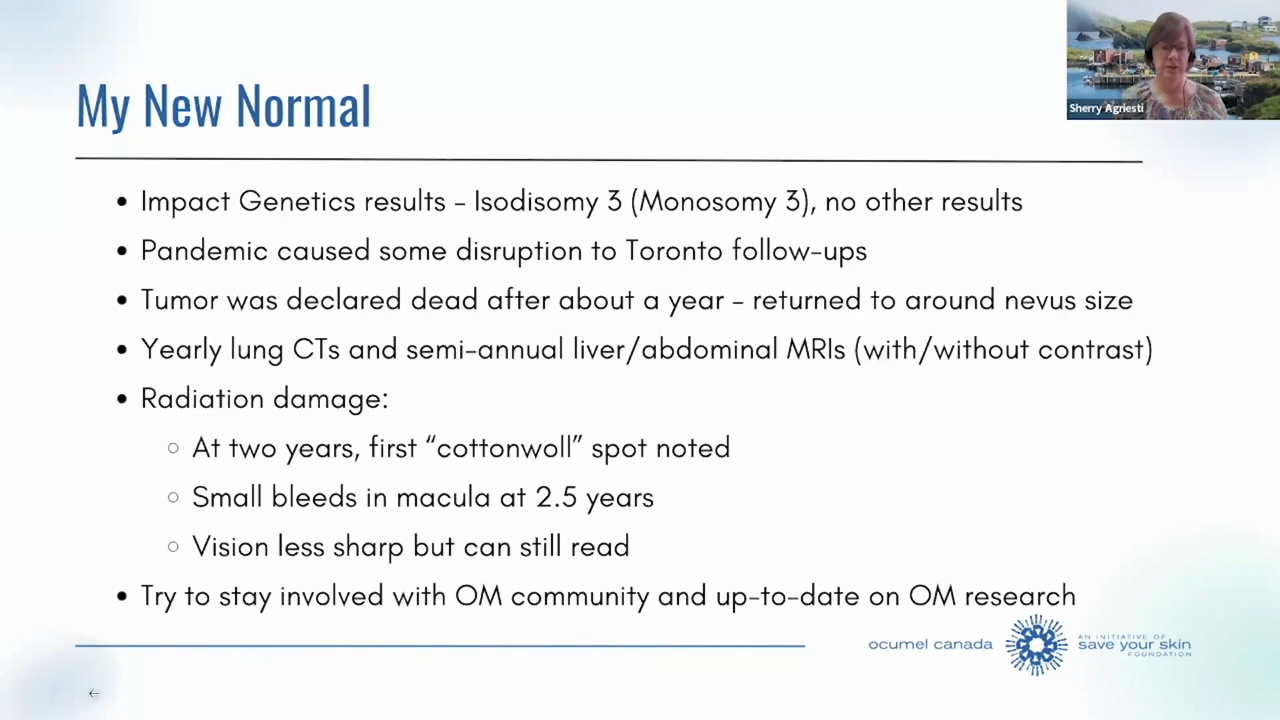 Sherry Agriesti
My New Normal
• Impact Genetics results – Isodisomy 3 (Monosomy 3), no other results
• Pandemic caused some disruption to Toronto follow-ups
• Tumor was declared dead after about a year – returned to around nevus size
• Yearly lung CTs and semi-annual liver/abdominal MRIs (with/without contrast)
• Radiation damage:
○ At two years, first “cottonwoll” spot noted
○ Small bleeds in macula at 2.5 years
○ Vision less sharp but can still read
• Try to stay involved with OM community and up-to-date on OM research
ocumel canada
AN INITIATIVE OF
save your skin
FOUNDATION